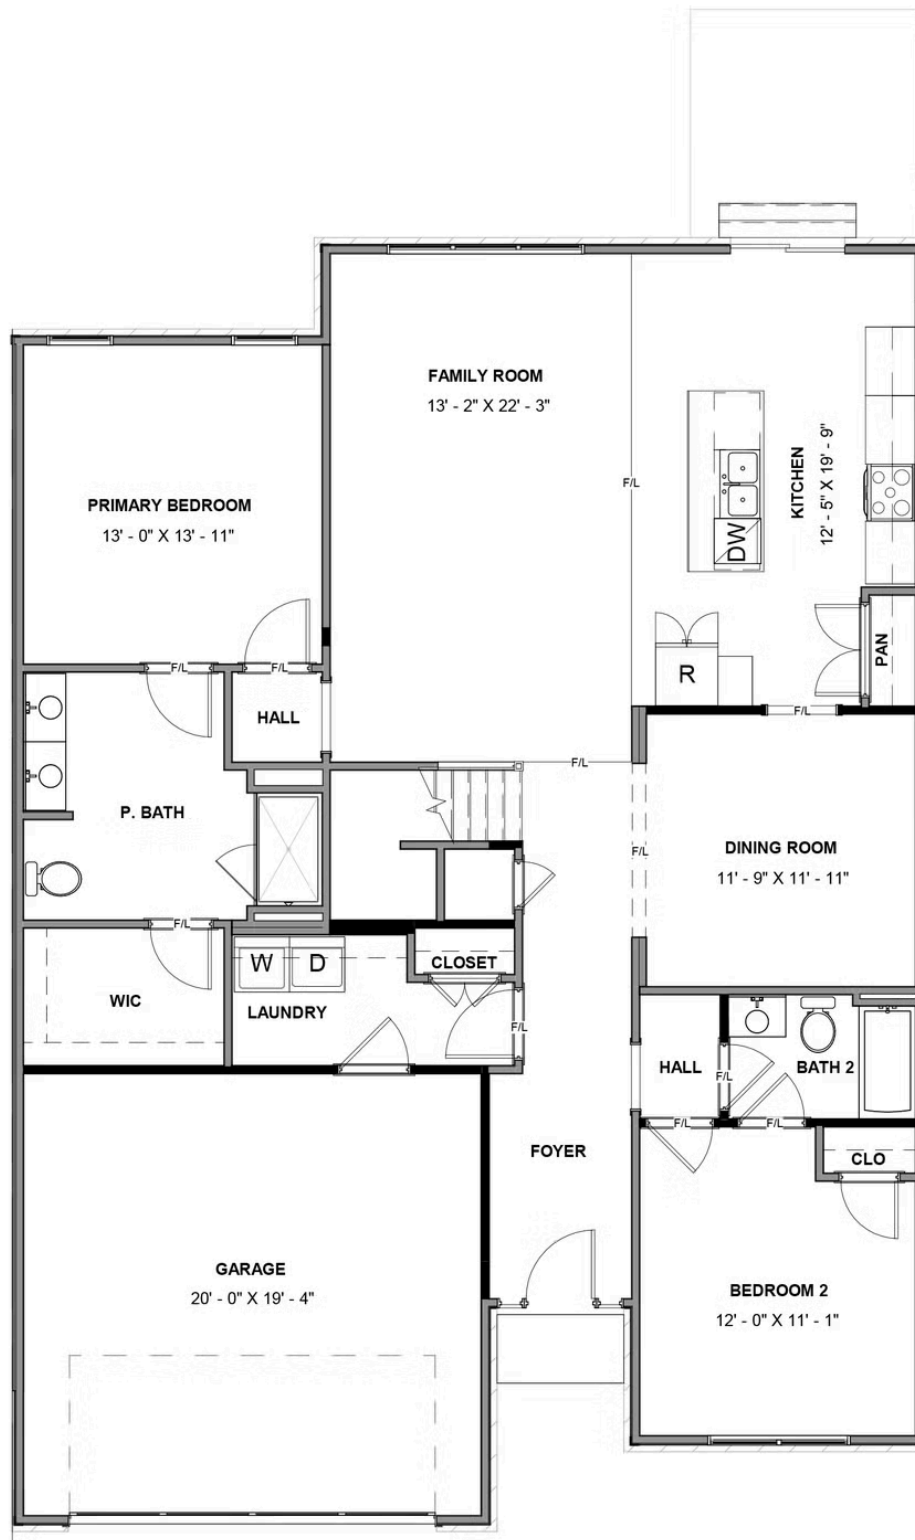 FAMILY ROOM
13' - 2" X 22' - 3"
KITCHEN
12' - 5" X 19' - 9"
F/L
DW
PRIMARY BEDROOM
13' - 0" X 13' - 11"
F/L
F/L
R
PAN
HALL
F/L
F/L
P. BATH
DINING ROOM
11' - 9" X 11' - 11"
F/L
F/L
W
D
CLOSET
WIC
LAUNDRY
F/L
HALL
F/L
BATH 2
F/L
F/L
FOYER
CLO
GARAGE
20' - 0" X 19' - 4"
BEDROOM 2
12' - 0" X 11' - 1"